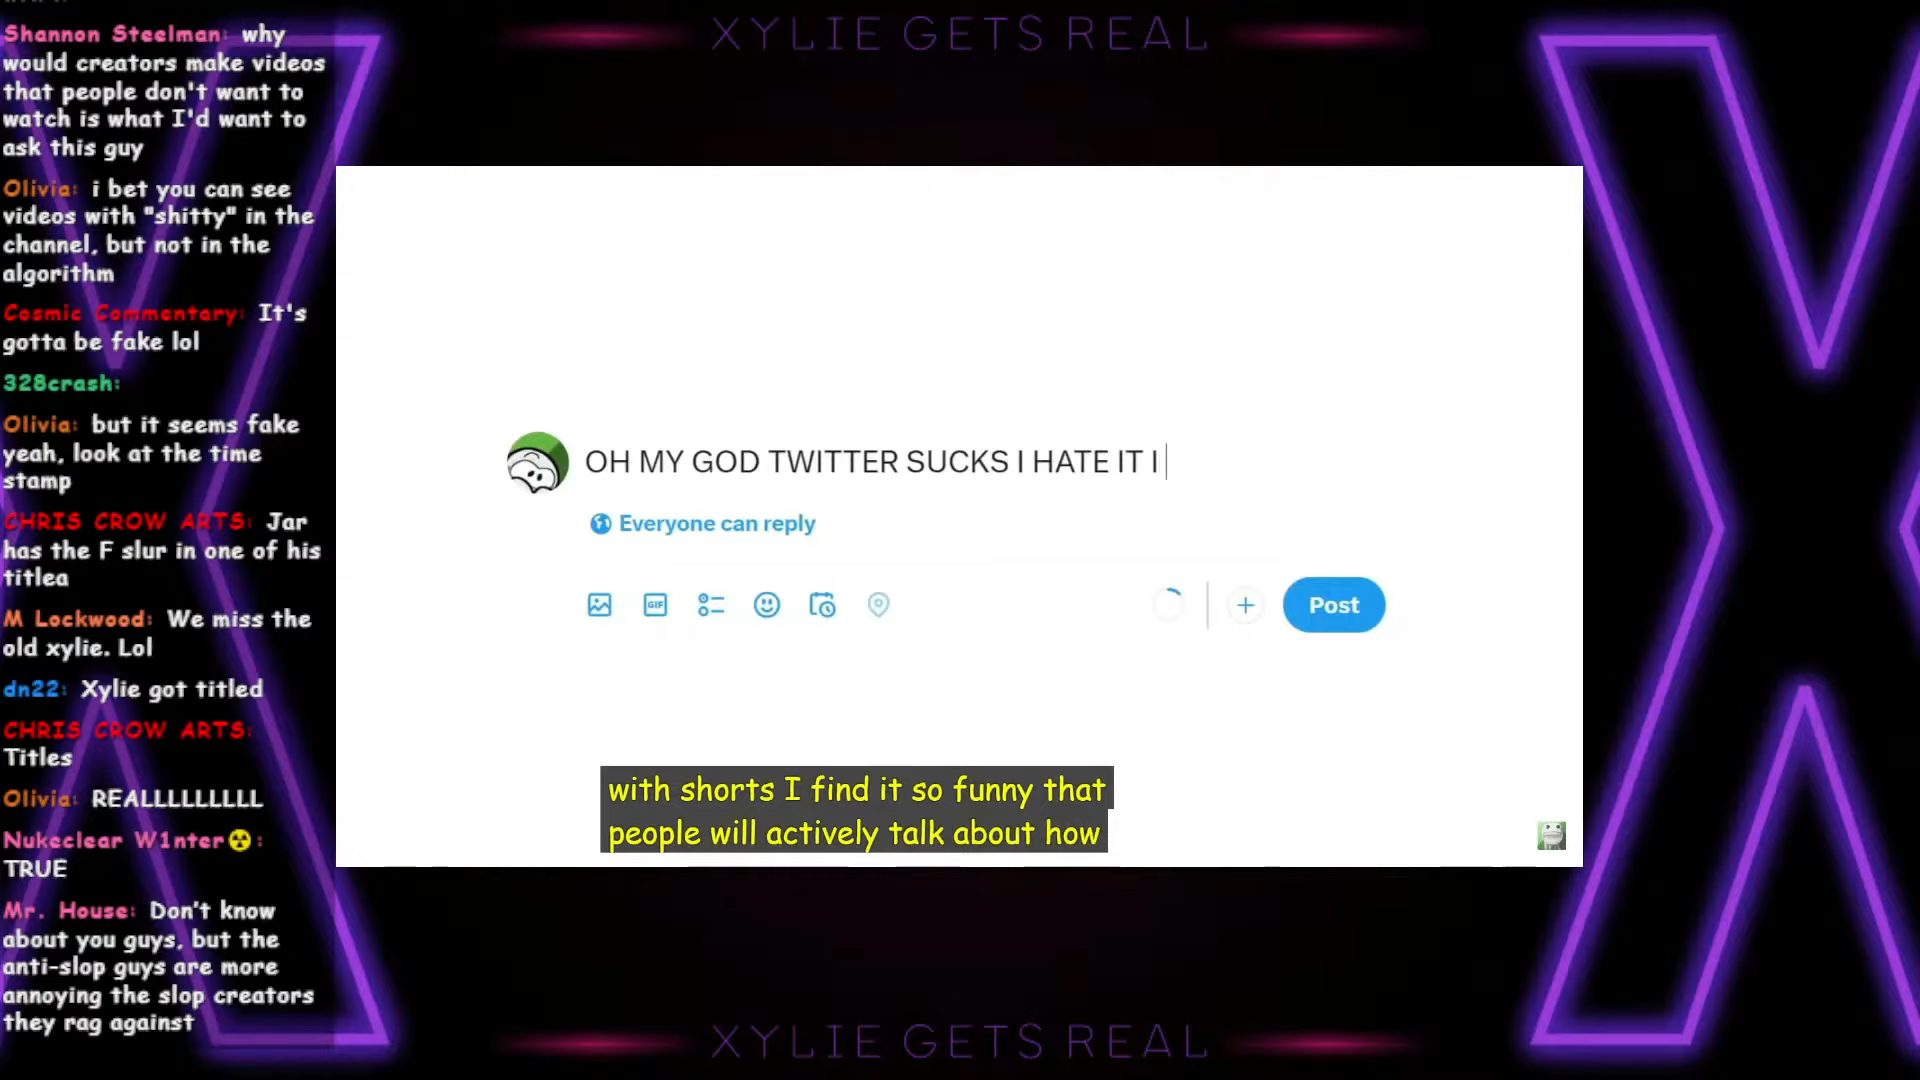 XYLIE GETS REAL
Shannon Steelman: why
would creators make videos
that people don't want to
watch is what I'd want to
ask this guy
Olivia: i bet you can see
videos with "shitty" in the
channel, but not in the
algorithm
Cosmic Commentary: It's
gotta be fake lol
328crash:
Olivia: but it seems fake
yeah, look at the time
stamp
CHRIS CROW ARTS: Jar
has the F slur in one of his
titlea
M Lockwood: We miss the
old xylie. Lol
dn22: Xylie got titled
CHRIS CROW ARTS:
Titles
Olivia: REALLLLLLLLL
Nukeclear W1nter☢️:
TRUE
Mr. House: Don't know
about you guys, but the
anti-slop guys are more
annoying the slop creators
they rag against
OH MY GOD TWITTER SUCKS I HATE IT I
Everyone can reply
GIF
Post
with shorts I find it so funny that
people will actively talk about how
XYLIE GETS REAL